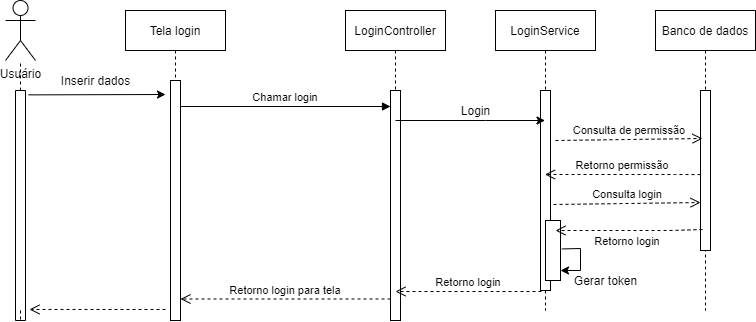 Tela login
LoginController
LoginService
Banco de dados
Usuário
Inserir dados
Chamar login
Login
Consulta de permissão
Retorno permissão
Consulta login
Retorno login
Gerar token
Retorno login
Retorno login para tela